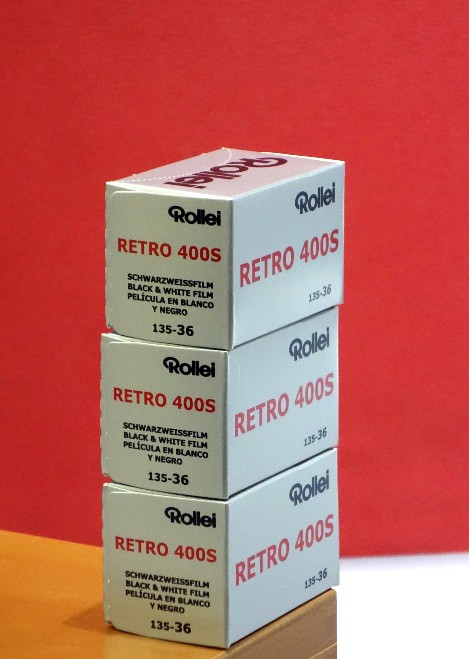 Rollei
Rollei
RETRO 400S
SCHWARZWEISSFILM
BLACK & WHITE FILM
PELÍCULA EN BLANCO
Y NEGRO
135-36
Rollei
RETRO 400S
135-36
Rollei
RETRO 400S
SCHWARZWEISSFILM
BLACK & WHITE FILM
PELÍCULA EN BLANCO
Y NEGRO
135-36
Rollei
RETRO 400S
135-36
Rollei
RETRO 400S
SCHWARZWEISSFILM
BLACK & WHITE FILM
PELÍCULA EN BLANCO
Y NEGRO
135-36
Rollei
RETRO 400S
135-36